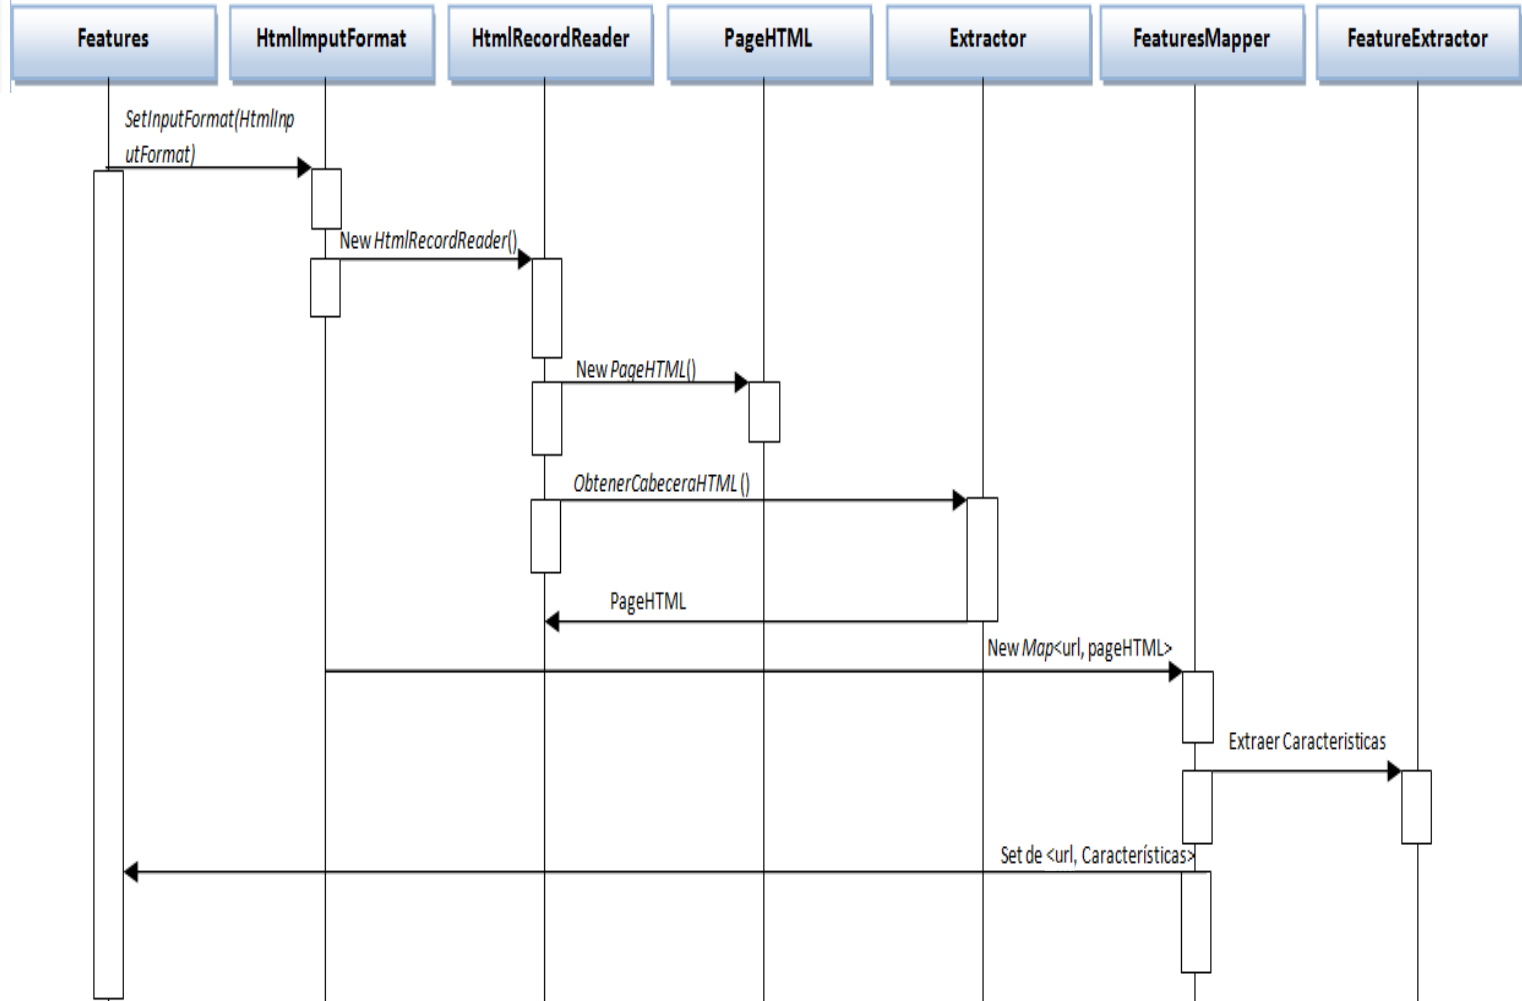 Features
HtmlImputFormat
HtmlRecordReader
PageHTML
Extractor
FeaturesMapper
FeatureExtractor
SetInputFormat(HtmlInp
utFormat)
New HtmlRecordReader()
New PageHTML()
ObtenerCabeceraHTML()
PageHTML
New Map<url, pageHTML>
Extraer Caracteristicas
Set de <url, Características>